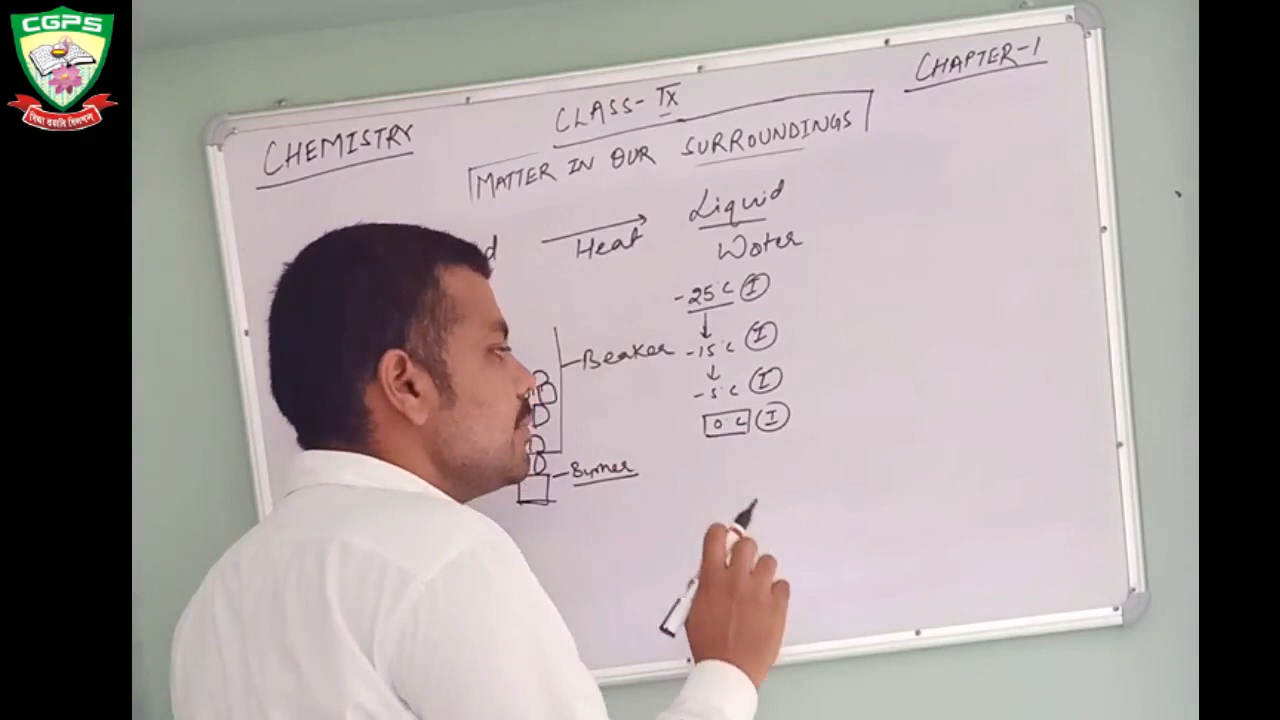 CGPS
CHEMISTRY
CLASS-IX
CHAPTER-1
MATTER IN OUR SURROUNDINGS
d
Heat
Liquid
Water
-25°C I
-15°C I
-5°C I
0°C I
Beaker
Burner